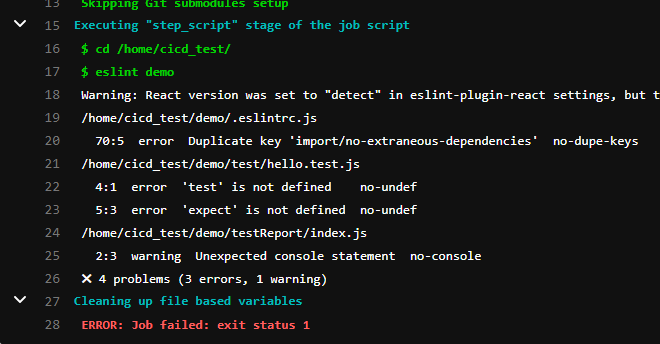 13 Skipping Git submodules setup
15 Executing "step_script" stage of the job script
16 $ cd /home/cicd_test/
17 $ eslint demo
18 Warning: React version was set to "detect" in eslint-plugin-react settings, but t
19 /home/cicd_test/demo/.eslintrc.js
20 70:5 error Duplicate key 'import/no-extraneous-dependencies' no-dupe-keys
21 /home/cicd_test/demo/test/hello.test.js
22 4:1 error 'test' is not defined no-undef
23 5:3 error 'expect' is not defined no-undef
24 /home/cicd_test/demo/testReport/index.js
25 2:3 warning Unexpected console statement no-console
26 ✖ 4 problems (3 errors, 1 warning)
27 Cleaning up file based variables
28 ERROR: Job failed: exit status 1